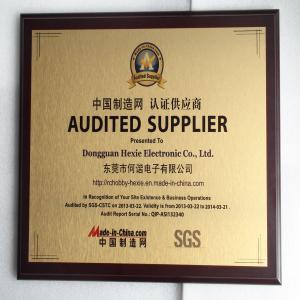 Audited Supplier
中国制造网 认证供应商
AUDITED SUPPLIER
Presented To
Dongguan Hexie Electronic Co., Ltd.
东莞市何谐电子有限公司
http://rchobby-hexie.en.made-in-china.com/
In Recognition of Your Site Existence & Business Operations
Audited by SGS-CSTC on 2013-03-22. Validity is from 2013-03-22 to 2014-03-21 .
Audit Report Serial No.: QIP-ASI132340
Made-in-China.com
中国制造网
SGS